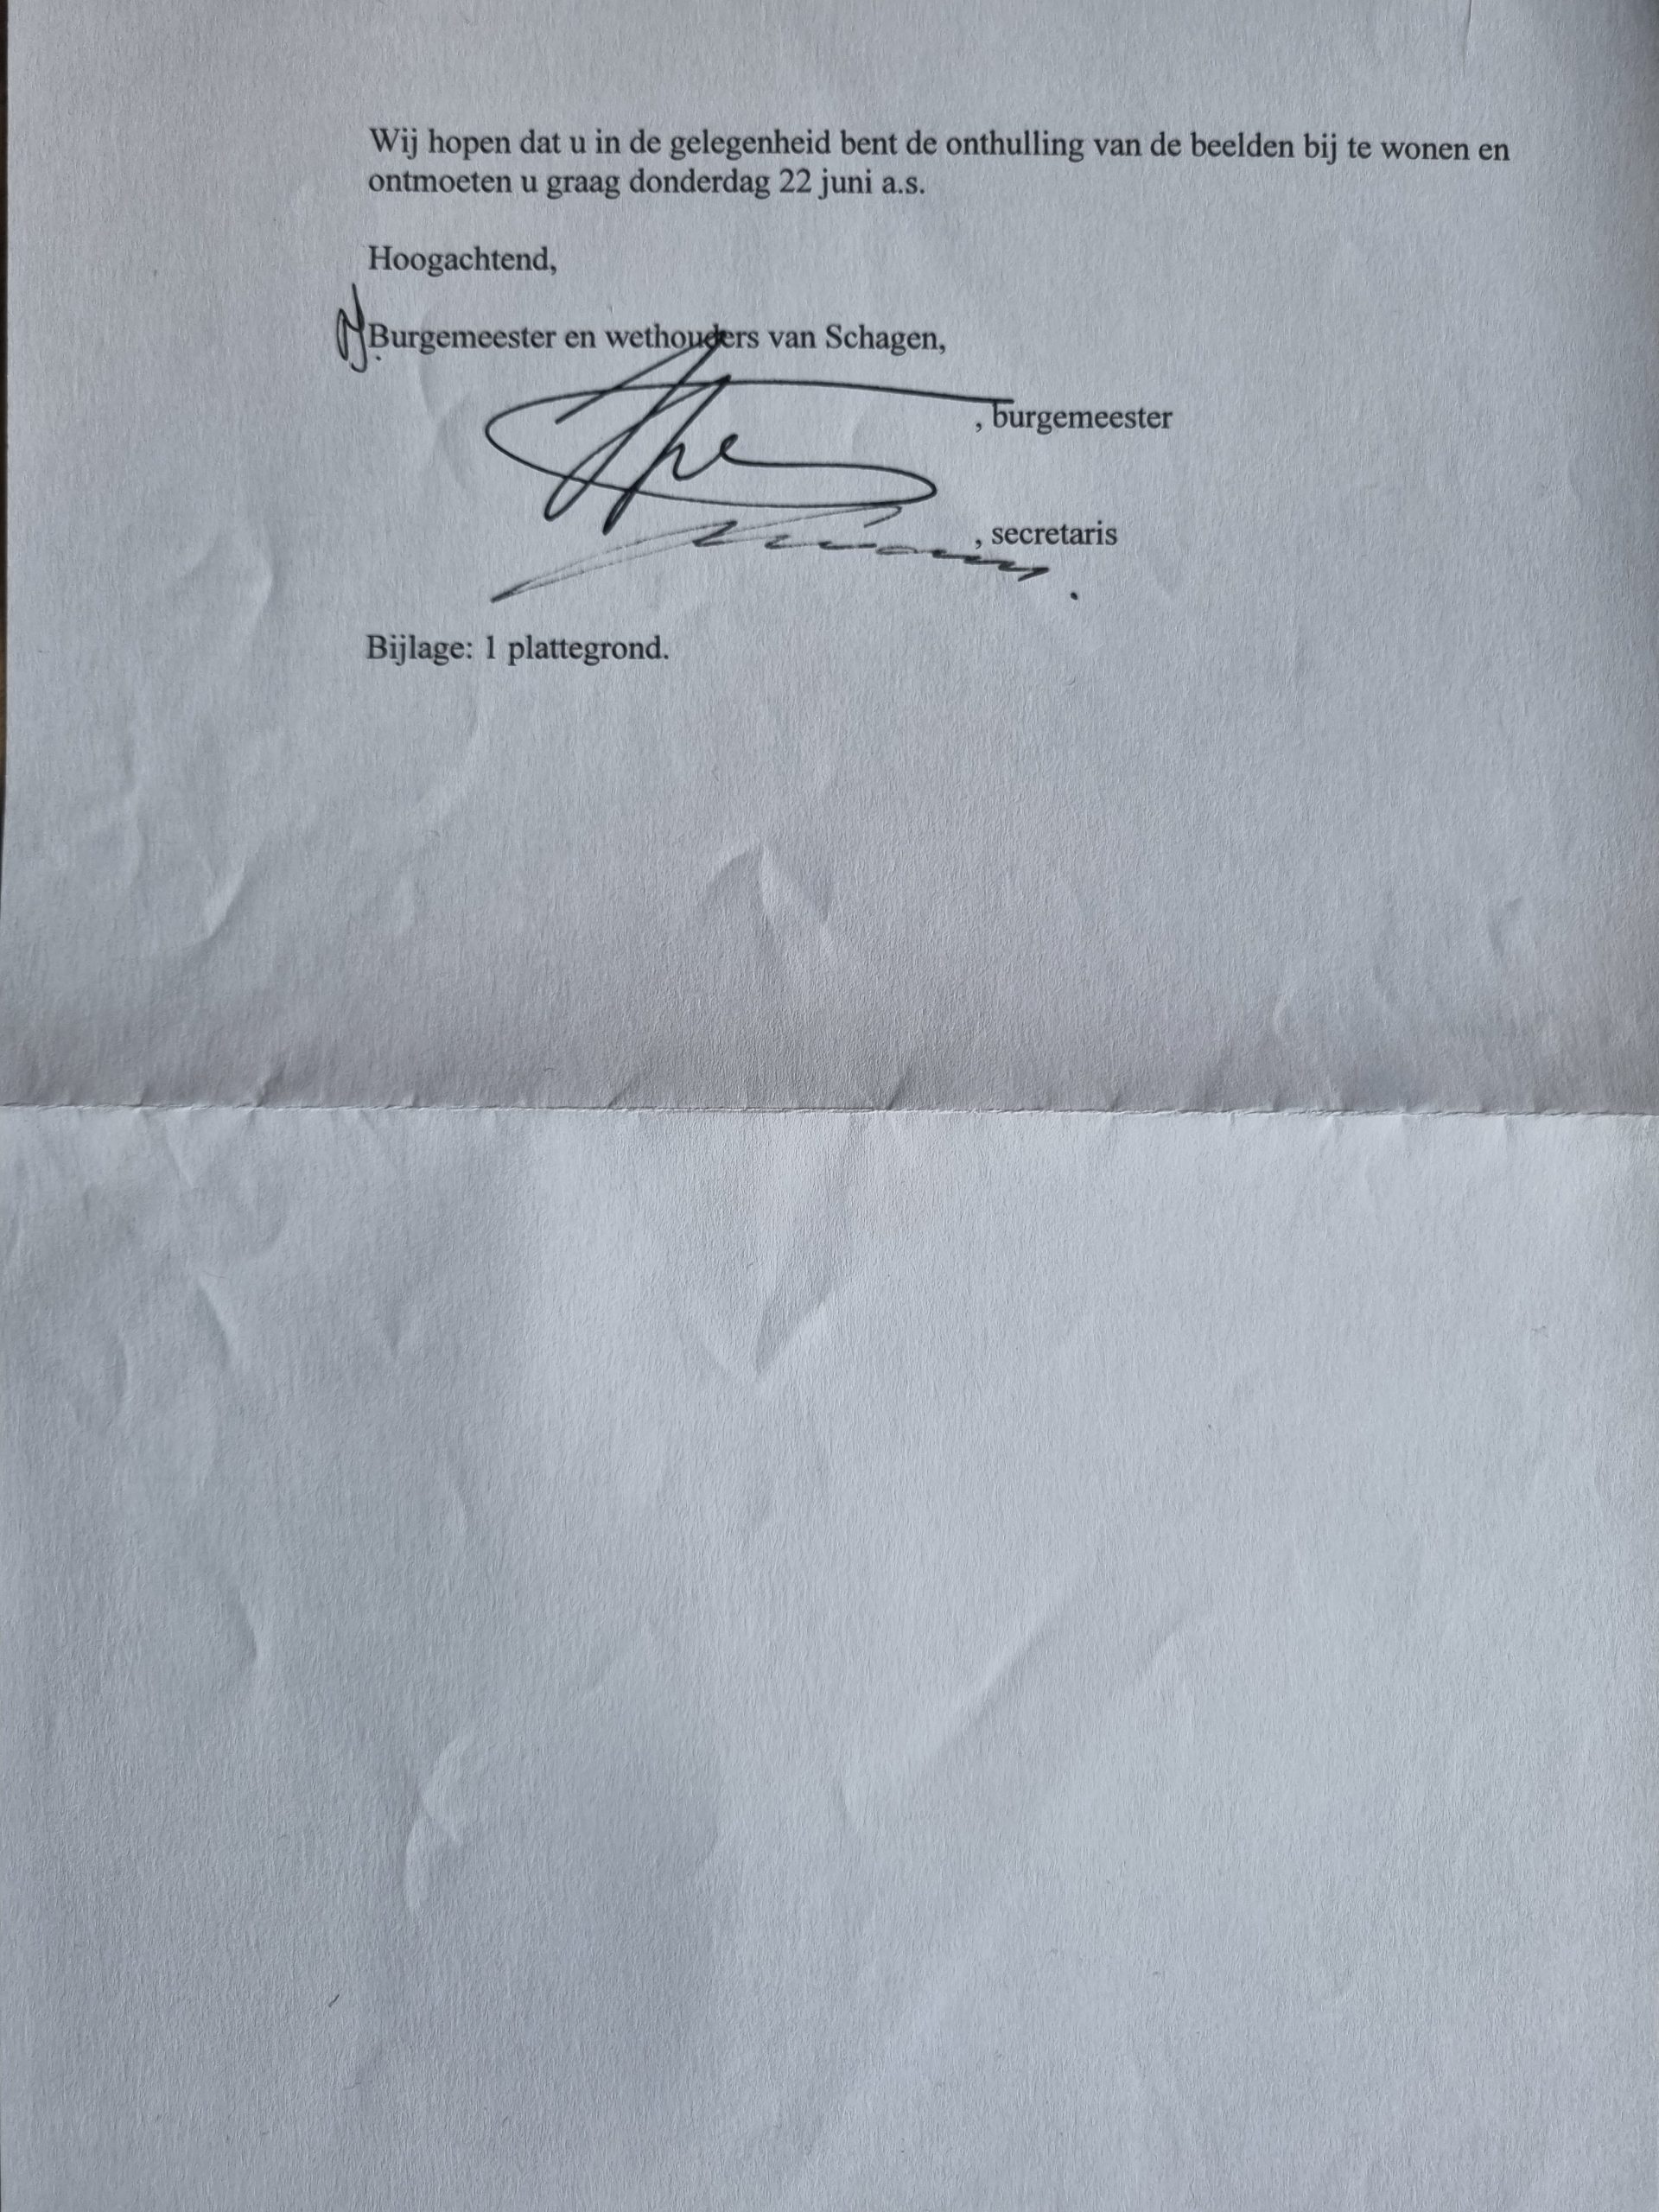 Wij hopen dat u in de gelegenheid bent de onthulling van de beelden bij te wonen en
ontmoeten u graag donderdag 22 juni a.s.
Hoogachtend,
Burgemeester en wethouders van Schagen,
, burgemeester
, secretaris
Bijlage: 1 plattegrond.